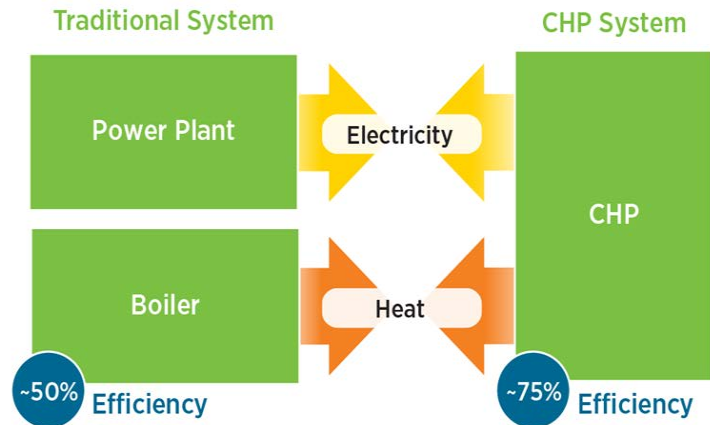 Traditional System
CHP System
Power Plant
Electricity
CHP
Boiler
Heat
~50% Efficiency
~75% Efficiency